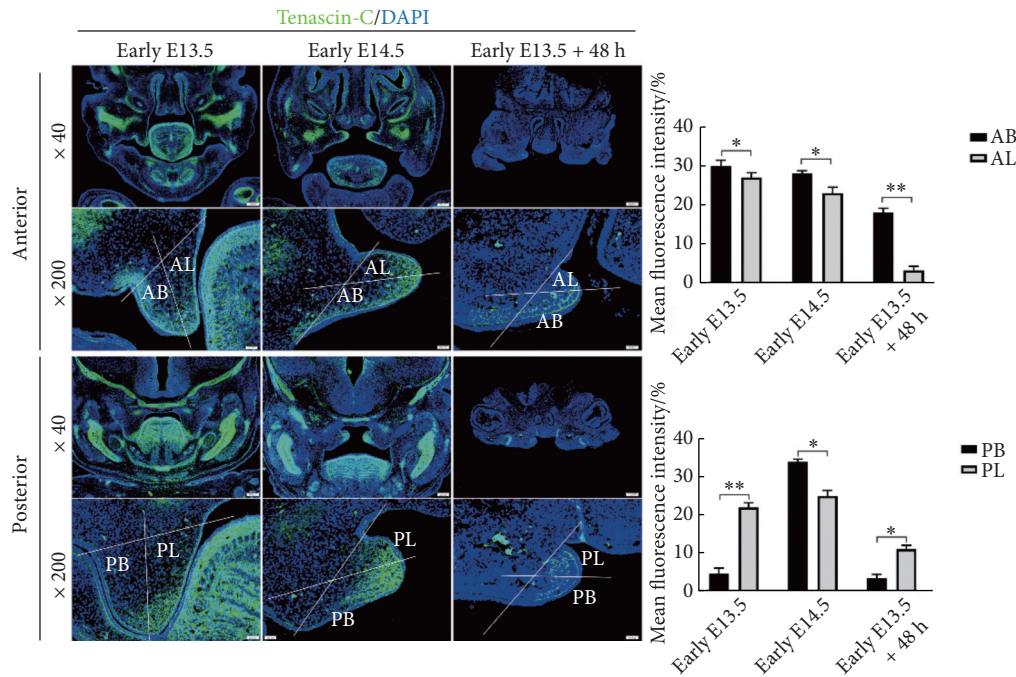 Tenascin-C/DAPI
Early E13.5
Early E14.5
Early E13.5 + 48 h
Anterior
× 40
× 200
AL
AB
AL
AB
AL
AB
Posterior
× 40
× 200
PB
PL
PL
PB
PL
PB
Mean fluorescence intensity/%
40
30
20
10
0
*
*
**
AB
AL
Early E13.5
Early E14.5
Early E13.5
+ 48 h
Mean fluorescence intensity/%
40
30
20
10
0
**
*
*
PB
PL
Early E13.5
Early E14.5
Early E13.5
+ 48 h